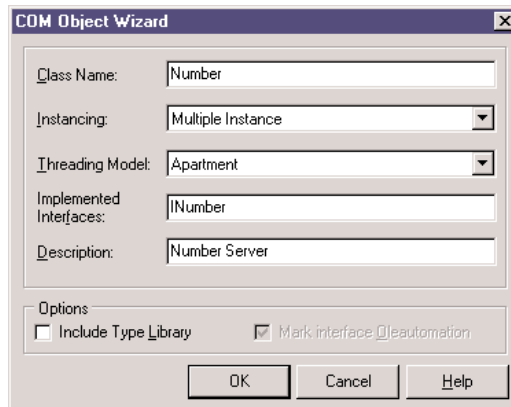 COM Object Wizard
Class Name: Number
Instancing: Multiple Instance
Threading Model: Apartment
Implemented
Interfaces: INumber
Description: Number Server
Options
Include Type Library Mark interface Oleautomation
OK Cancel Help